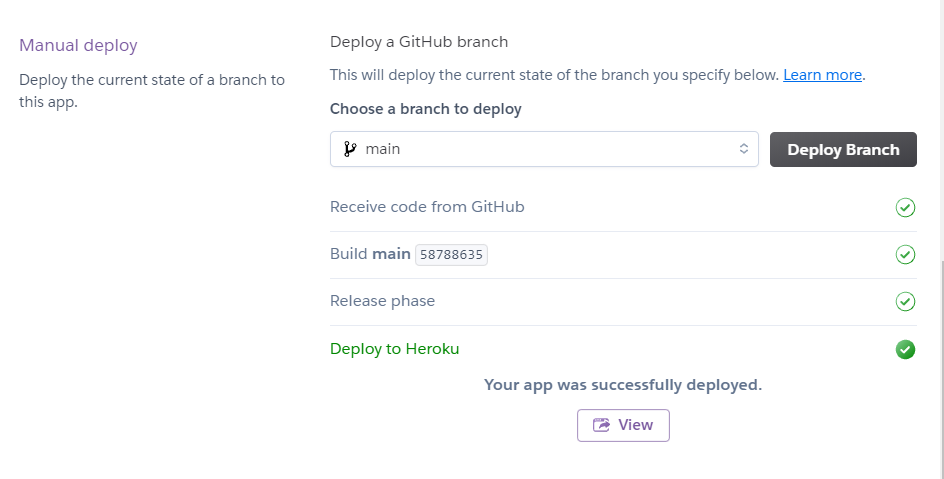 Manual deploy
Deploy the current state of a branch to
this app.
Deploy a GitHub branch
This will deploy the current state of the branch you specify below. Learn more.
Choose a branch to deploy
main
Deploy Branch
Receive code from GitHub
Build main 58788635
Release phase
Deploy to Heroku
Your app was successfully deployed.
View